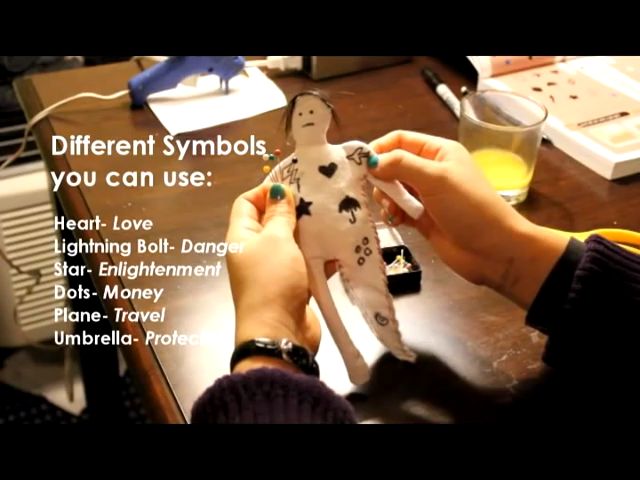 Different Symbols
you can use:
Heart- Love
Lightning Bolt- Danger
Star- Enlightenment
Dots- Money
Plane- Travel
Umbrella-